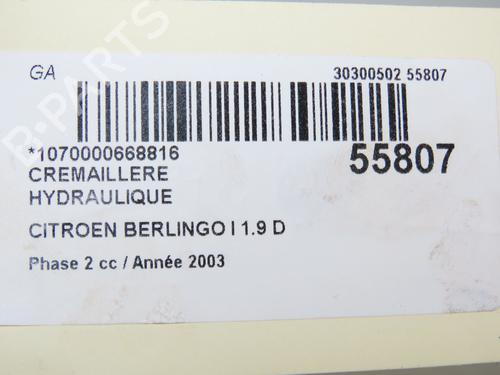 GA 30300502 55807
*1070000668816 55807
CREMAILLERE
HYDRAULIQUE
CITROEN BERLINGO I 1.9 D
Phase 2 cc / Année 2003
B-PARTS